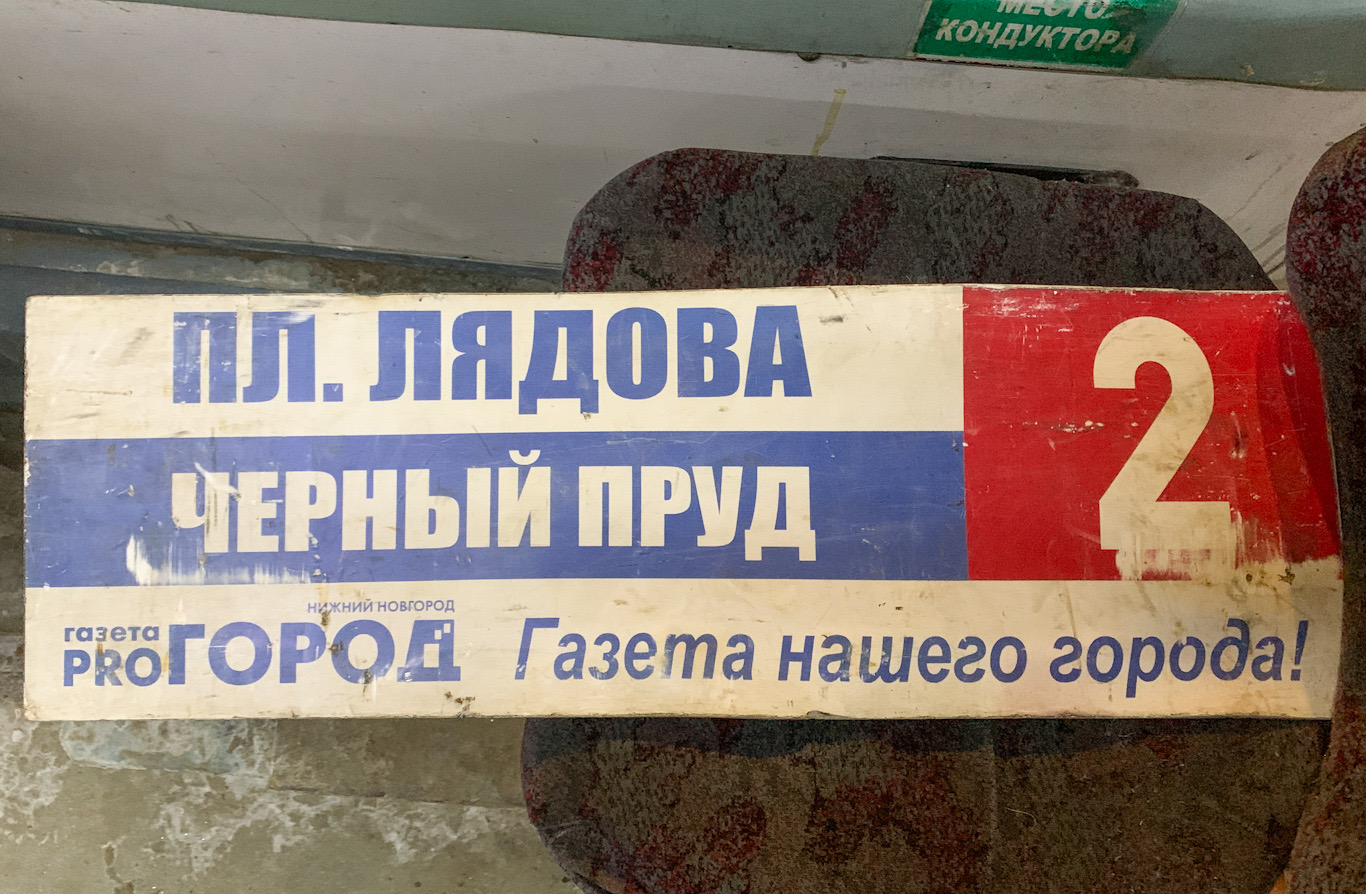 МЕСТО
КОНДУКТОРА
ПЛ. ЛЯДОВА
2
ЧЕРНЫЙ ПРУД
НИЖНИЙ НОВГОРОД
газета
PROГОРОД
Газета нашего города!